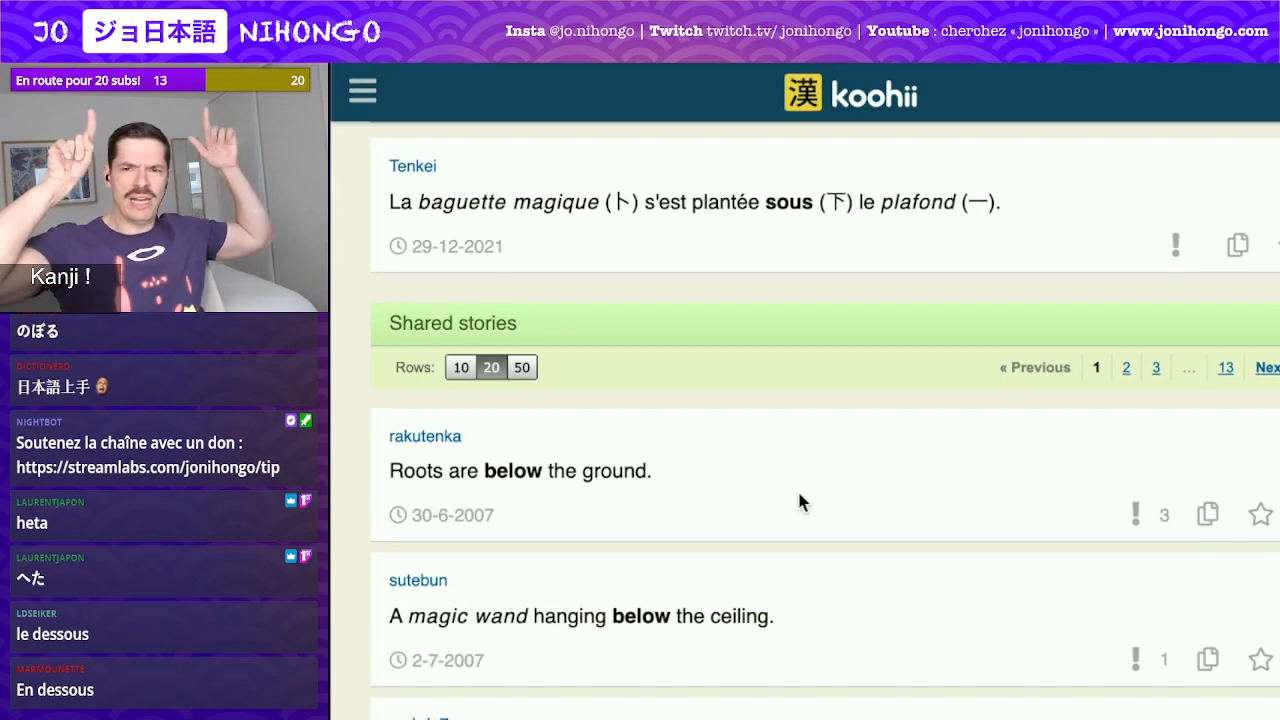 JO ジョ日本語 NIHONGO
Insta @jo.nihongo | Twitch twitch.tv/ jonihongo | Youtube : cherchez « jonihongo » | www.jonihongo.com
En route pour 20 subs! 13 20
Kanji !
のぼる
DICTIONERD
日本語上手
NIGHTBOT
Soutenez la chaîne avec un don :
https://streamlabs.com/jonihongo/tip
LAURENTJAPON
heta
LAURENTJAPON
へた
LDSEIKER
le dessous
MARMOUNETTE
En dessous
漢 koohii
Tenkei
La baguette magique (卜) s'est plantée sous (下) le plafond (一).
29-12-2021
Shared stories
Rows: 10 20 50
« Previous 1 2 3 ... 13 Nex
rakutenka
Roots are below the ground.
30-6-2007 3
sutebun
A magic wand hanging below the ceiling.
2-7-2007 1